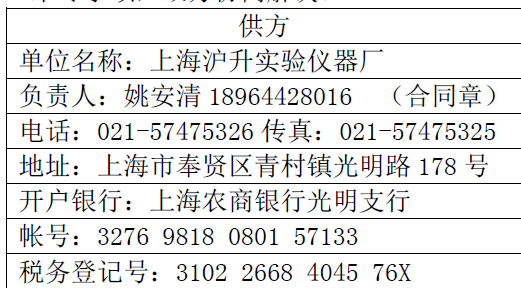 供方
单位名称：上海沪升实验仪器厂
负责人：姚安清 18964428016 （合同章）
电话：021-57475326 传真：021-57475325
地址：上海市奉贤区青村镇光明路 178 号
开户银行：上海农商银行光明支行
帐号：3276 9818 0801 57133
税务登记号：3102 2668 4045 76X